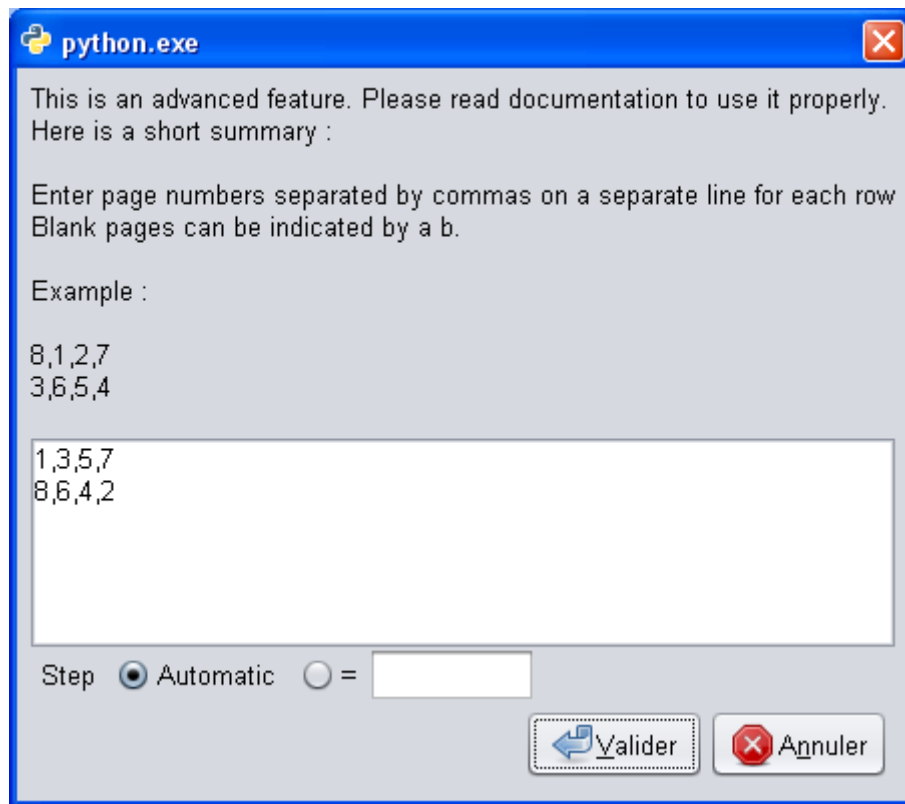 python.exe
This is an advanced feature. Please read documentation to use it properly.
Here is a short summary :
Enter page numbers separated by commas on a separate line for each row
Blank pages can be indicated by a b.
Example :
8,1,2,7
3,6,5,4
1,3,5,7
8,6,4,2
Step Automatic =
Valider Annuler